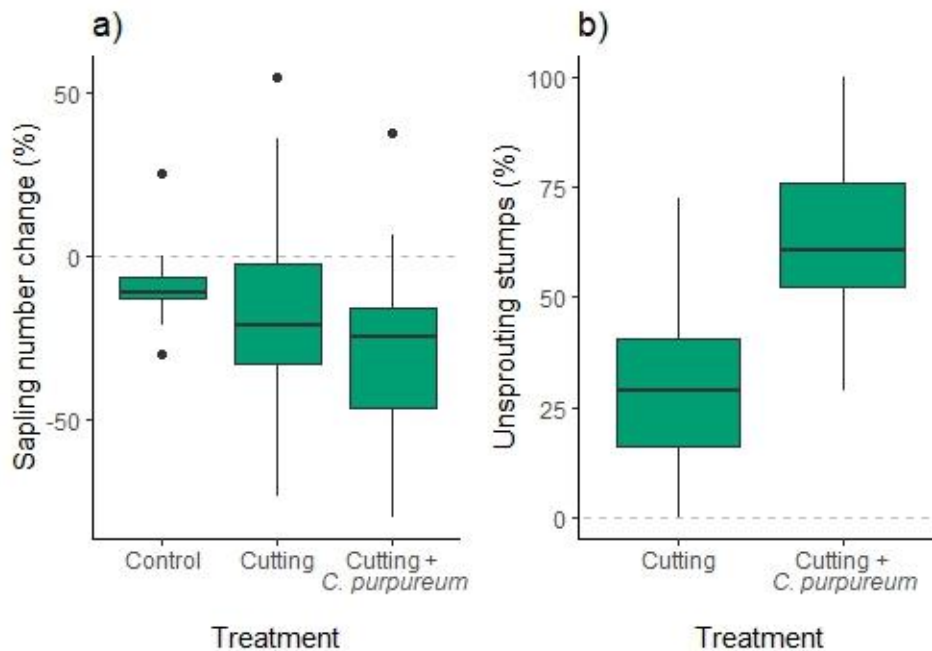 a)
Sapling number change (%)
50
0
-50
Control
Cutting
Cutting +
C. purpureum
Treatment
b)
Unsprouting stumps (%)
100
75
50
25
0
Cutting
Cutting +
C. purpureum
Treatment